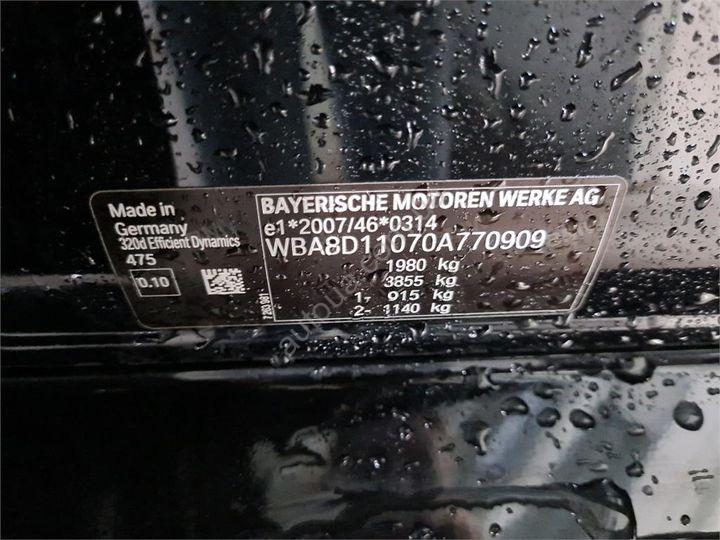 Made in
Germany
320d Efficient Dynamics
475
0.10
BAYERISCHE MOTOREN WERKE AG
e1*2007/46*0314
WBA8D11070A770909
1980 kg
3855 kg
1- 915 kg
2- 1140 kg